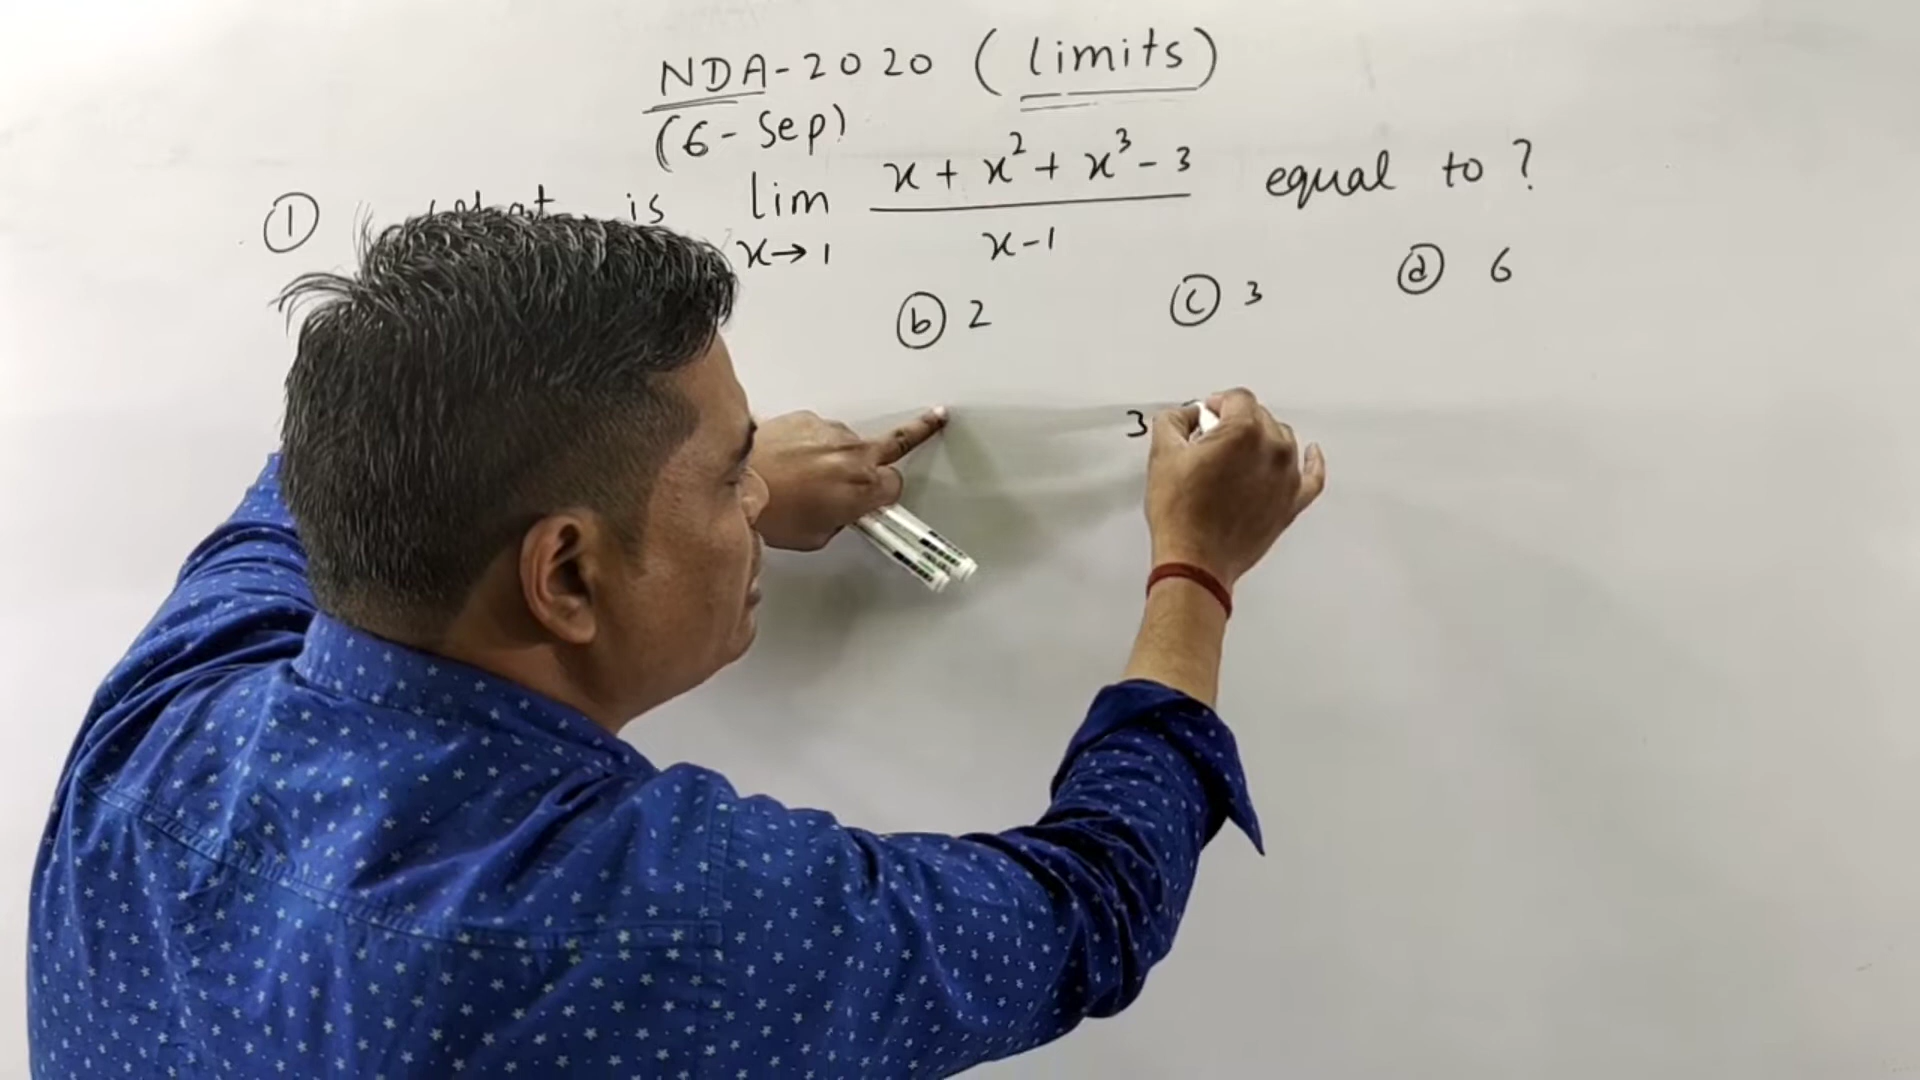 NDA-2020 (limits)
(6-Sep)
① What is lim x→1 (x + x² + x³ - 3)/(x-1) equal to?
ⓑ 2 ⓒ 3 ⓓ 6
3